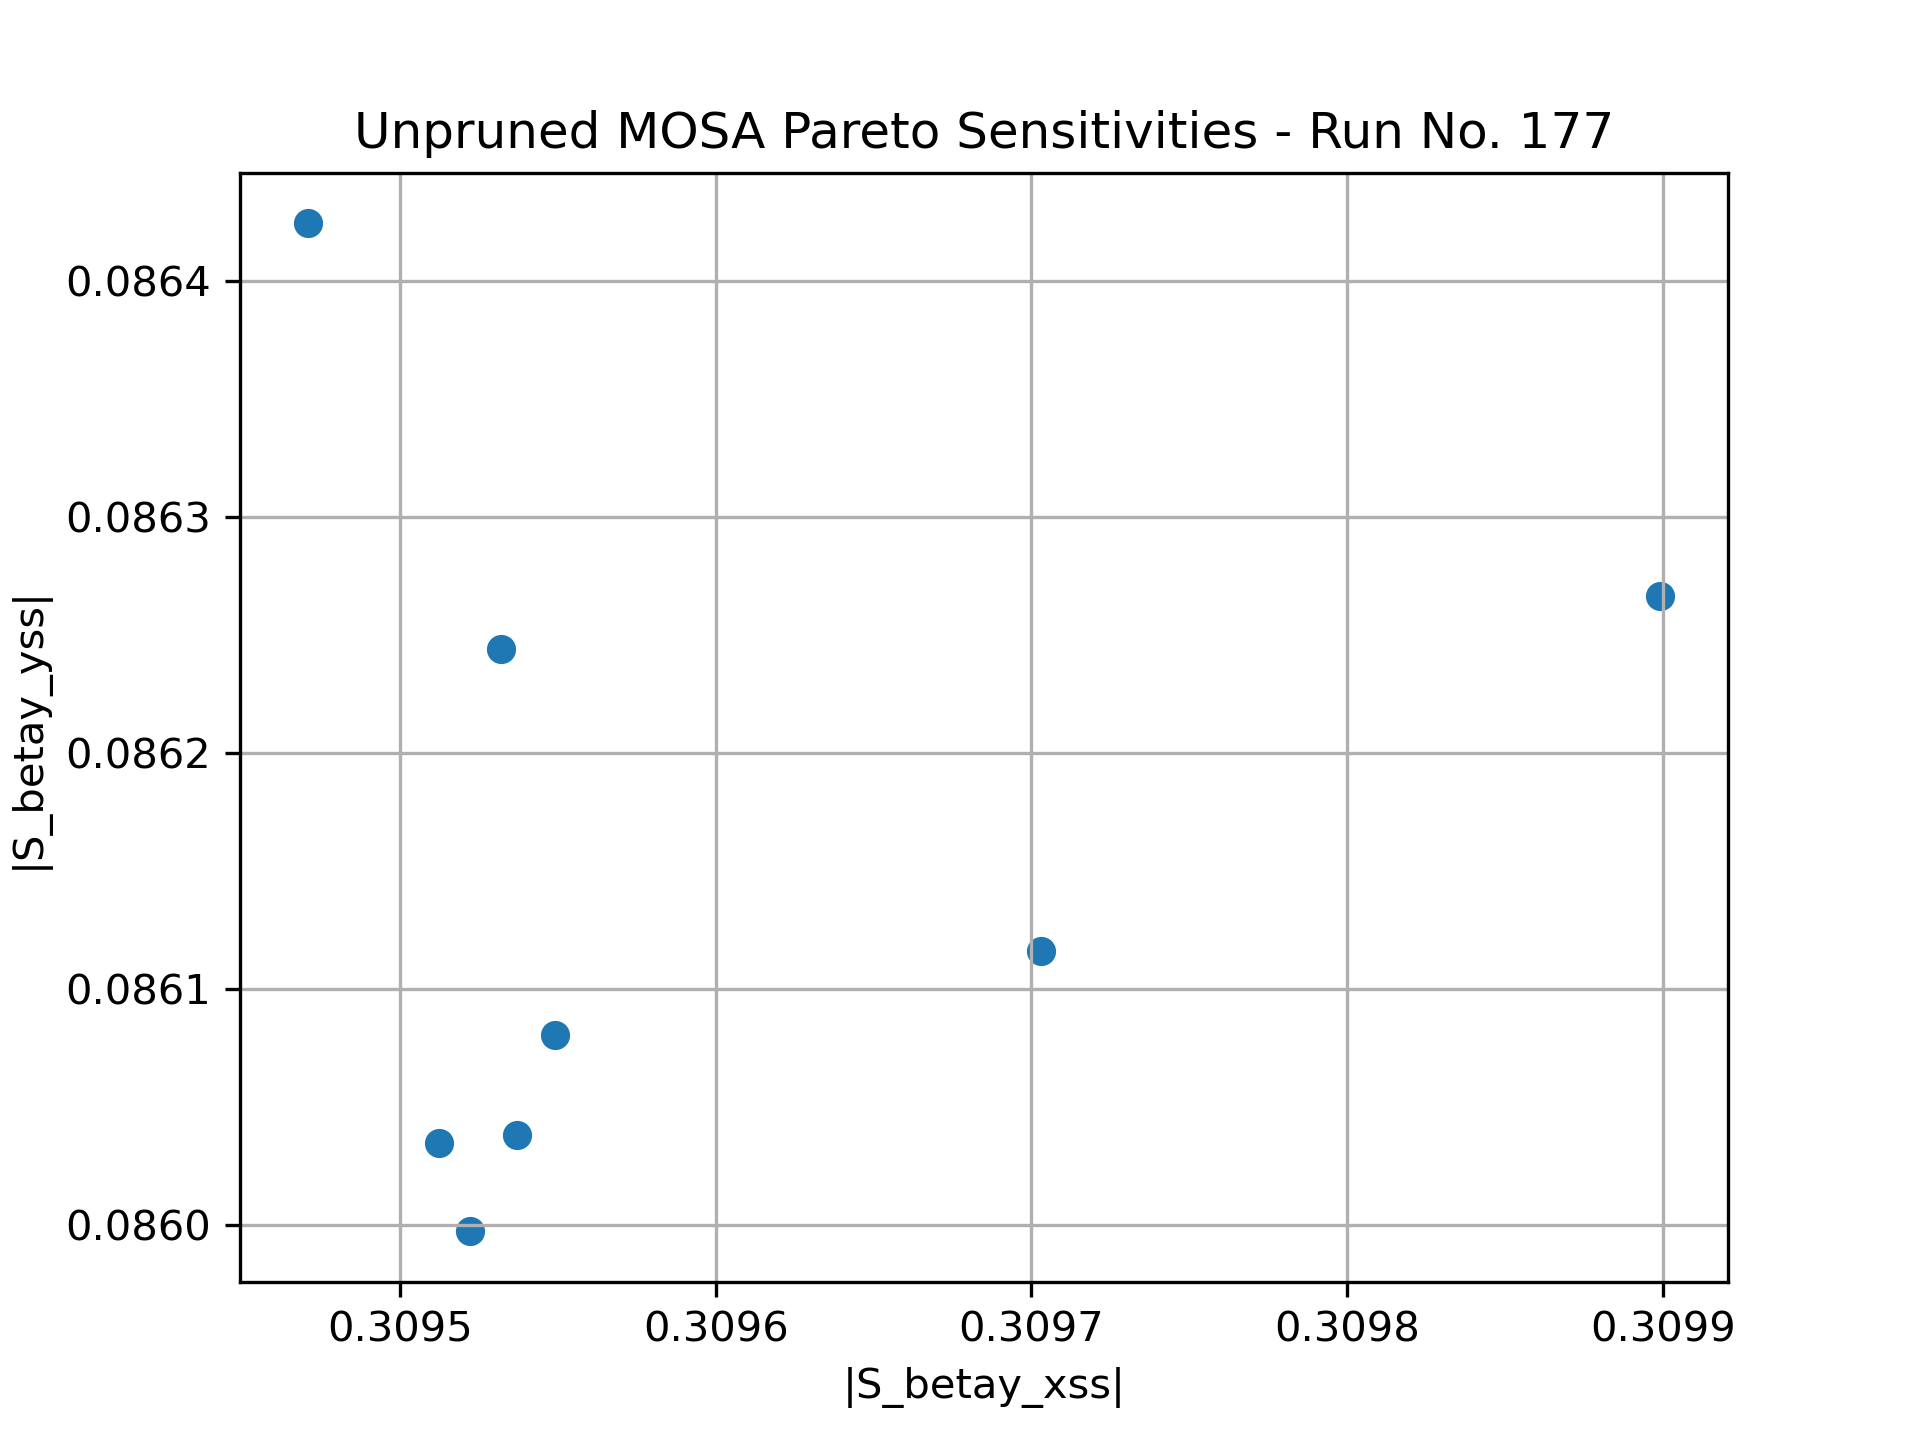 Unpruned MOSA Pareto Sensitivities - Run No. 177
|S_betay_yss|
0.0864
0.0863
0.0862
0.0861
0.0860
0.3095 0.3096 0.3097 0.3098 0.3099
|S_betay_xss|